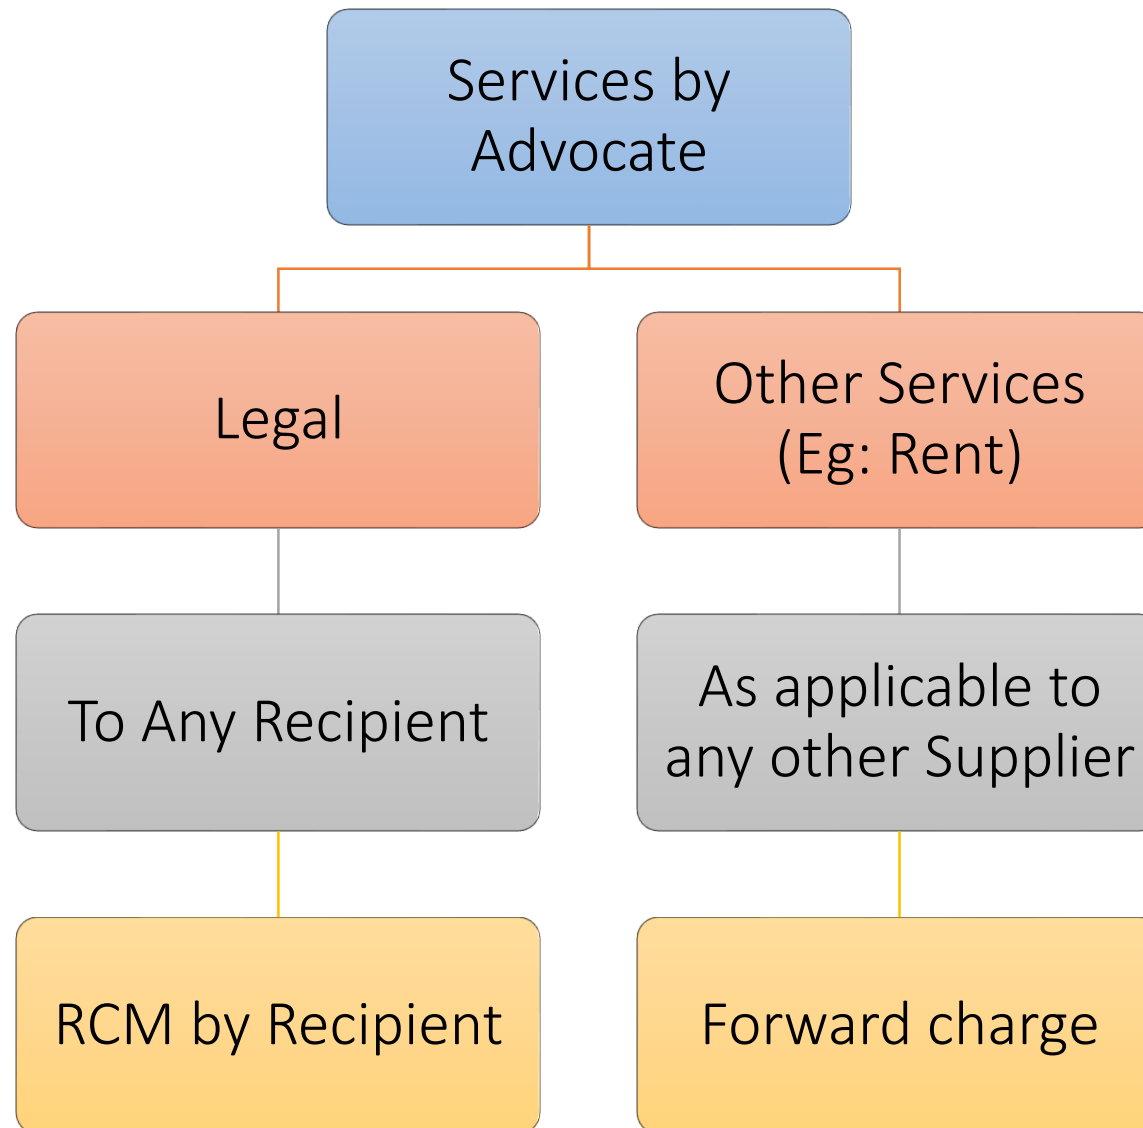 Services by
Advocate
Legal
Other Services
(Eg: Rent)
To Any Recipient
As applicable to
any other Supplier
RCM by Recipient
Forward charge